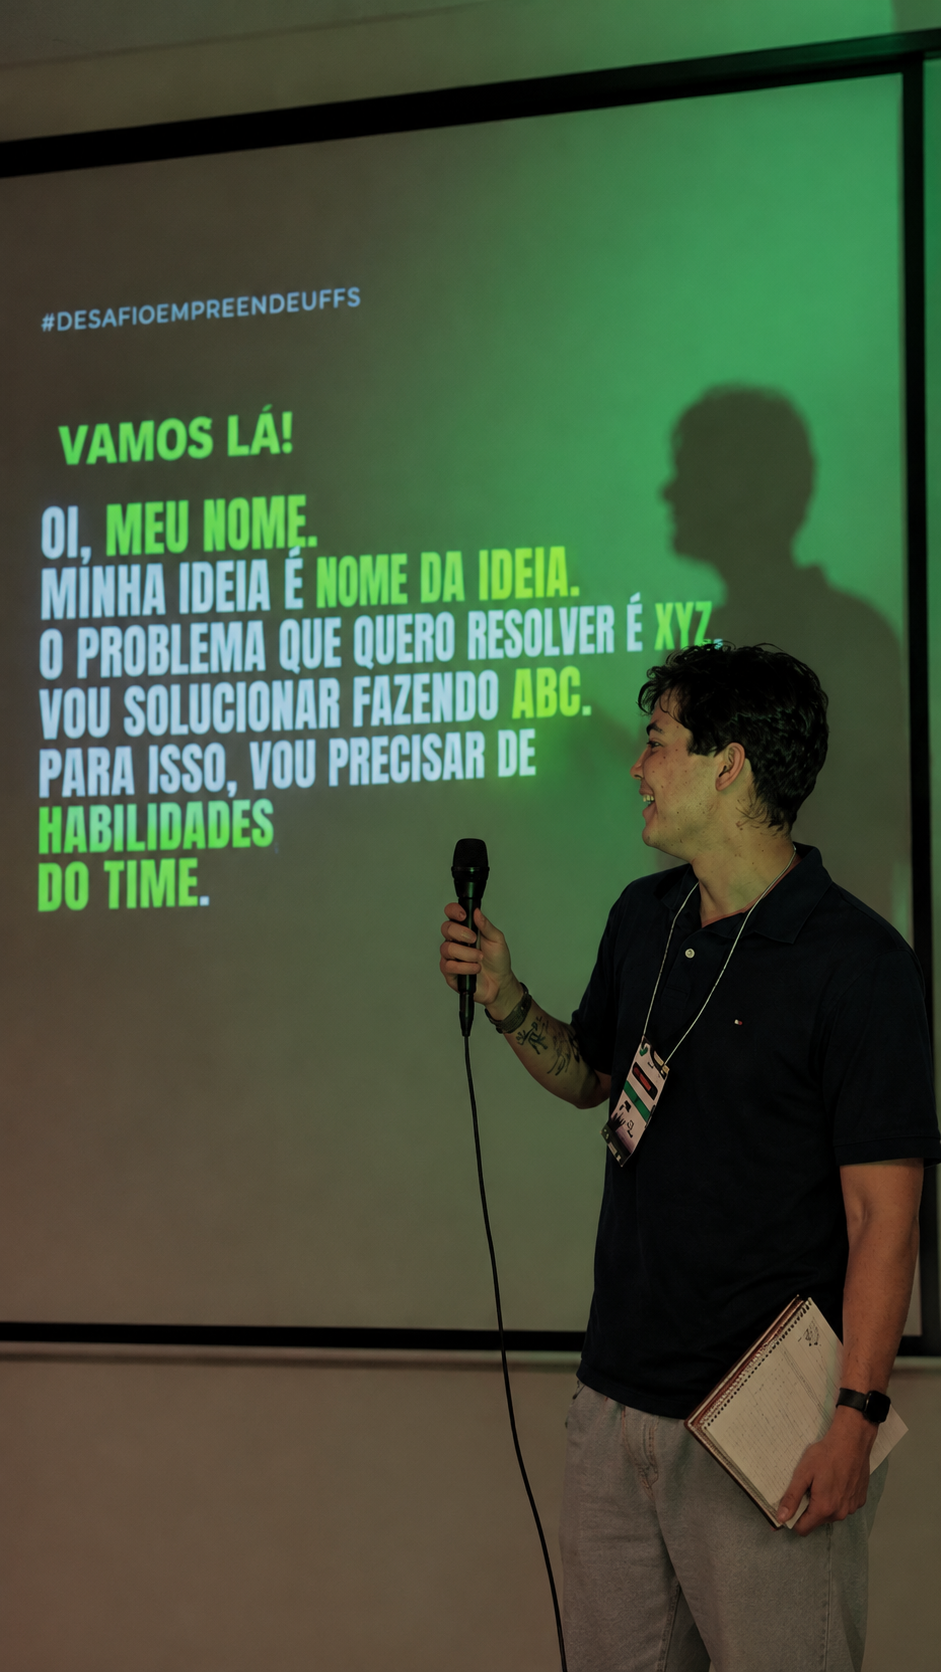 #DESAFIOEMPREENDEUFFS
VAMOS LÁ!
OI, MEU NOME.
MINHA IDEIA É NOME DA IDEIA.
O PROBLEMA QUE QUERO RESOLVER É XYZ.
VOU SOLUCIONAR FAZENDO ABC.
PARA ISSO, VOU PRECISAR DE
HABILIDADES
DO TIME.